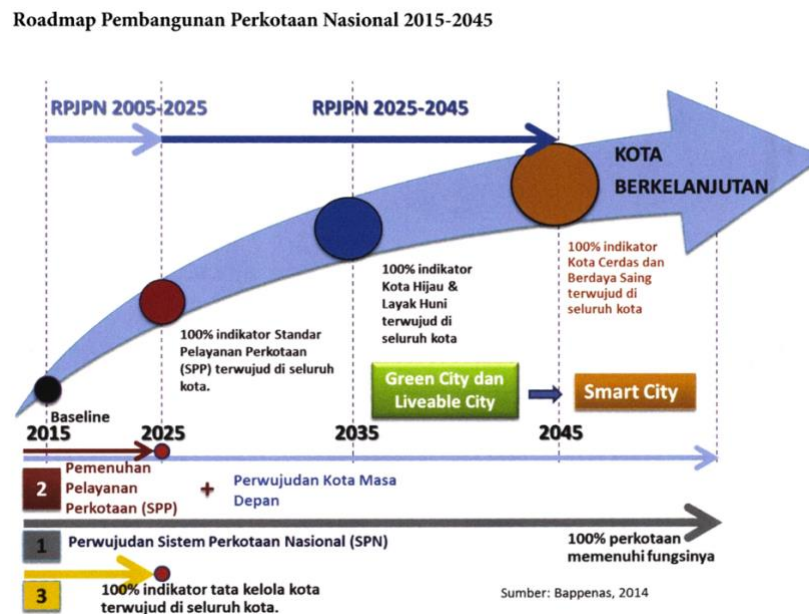 Roadmap Pembangunan Perkotaan Nasional 2015-2045
RPJPN 2005-2025
RPJPN 2025-2045
KOTA
BERKELANJUTAN
100% indikator
Kota Cerdas dan
Berdaya Saing
terwujud di
seluruh kota
100% indikator
Kota Hijau &
Layak Huni
terwujud di
seluruh kota
100% indikator Standar
Pelayanan Perkotaan
(SPP) terwujud di seluruh
kota.
Green City dan
Liveable City
Smart City
Baseline
2015
2025
2035
2045
2
Pemenuhan
Pelayanan
Perkotaan (SPP)
+
Perwujudan Kota Masa
Depan
1
Perwujudan Sistem Perkotaan Nasional (SPN)
100% perkotaan
memenuhi fungsinya
3
100% indikator tata kelola kota
terwujud di seluruh kota.
Sumber: Bappenas, 2014